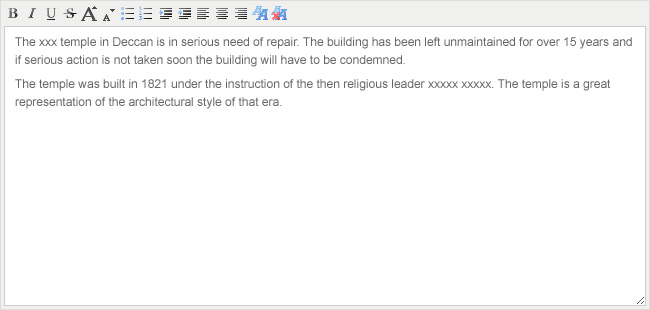 B I U S A A
The xxx temple in Deccan is in serious need of repair. The building has been left unmaintained for over 15 years and
if serious action is not taken soon the building will have to be condemned.
The temple was built in 1821 under the instruction of the then religious leader xxxxx xxxxx. The temple is a great
representation of the architectural style of that era.